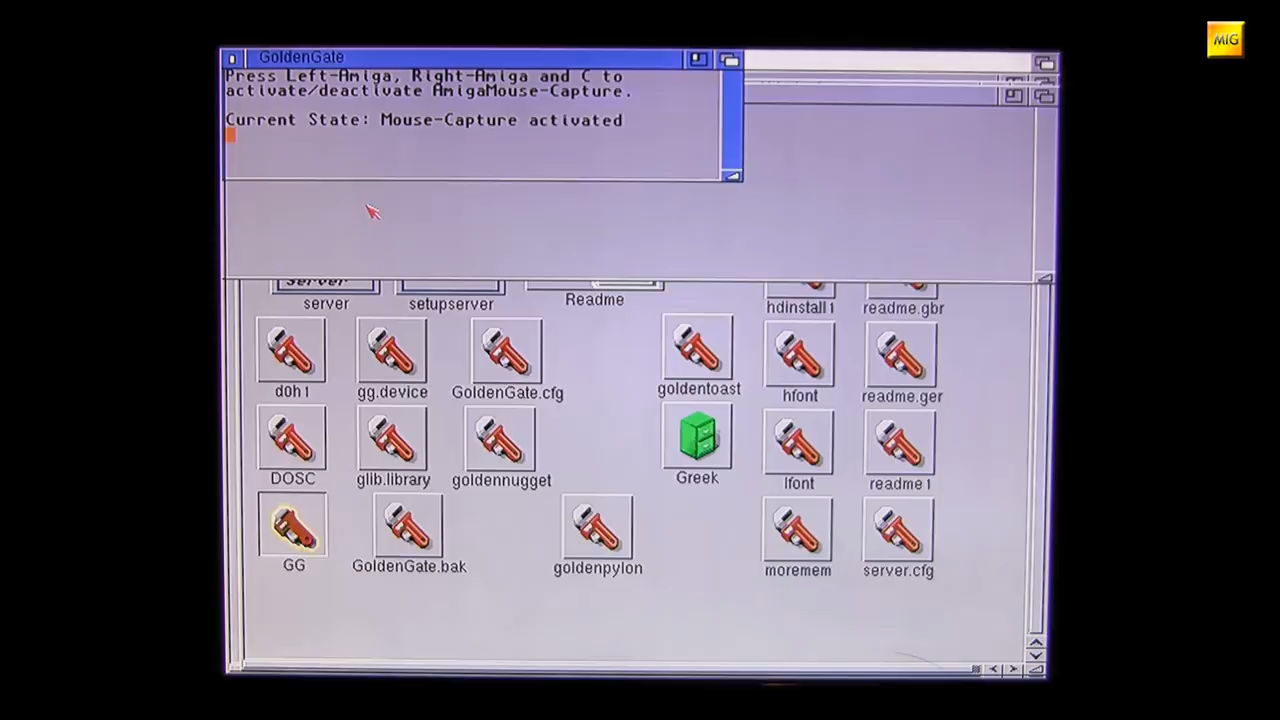 MIG
GoldenGate
Press Left-Amiga, Right-Amiga and C to
activate/deactivate AmigaMouse-Capture.
Current State: Mouse-Capture activated
Server
server
setupserver
Readme
hdinstall1
readme.gbr
d0h1
gg.device
GoldenGate.cfg
goldentoast
hfont
readme.ger
DOSC
glib.library
goldennugget
Greek
lfont
readme1
GG
GoldenGate.bak
goldenpylon
moremem
server.cfg